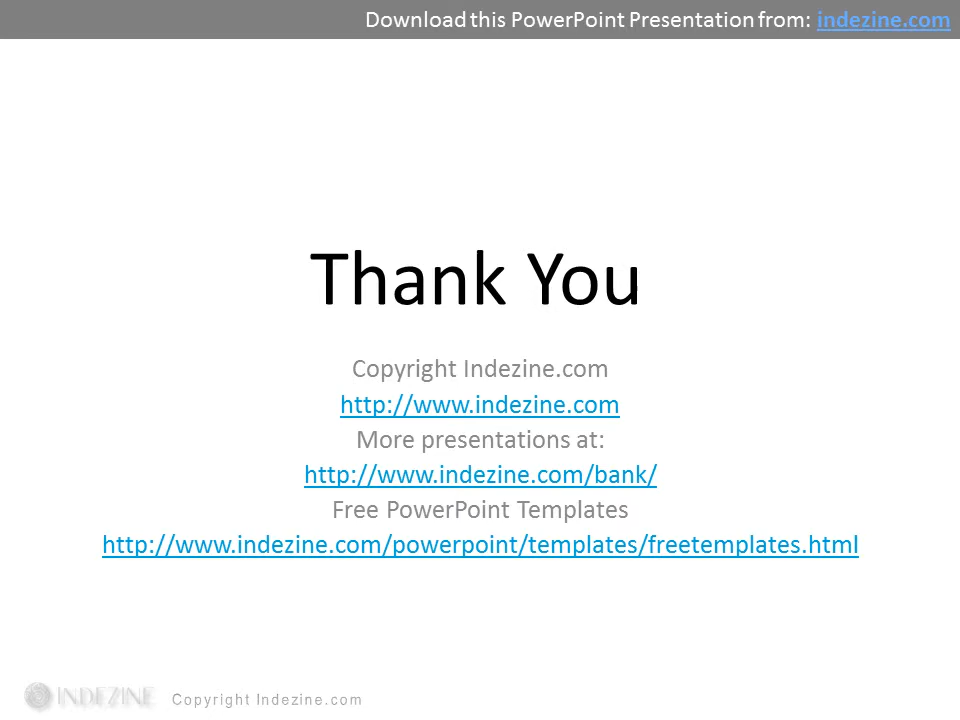 Download this PowerPoint Presentation from: indezine.com
Thank You
Copyright Indezine.com
http://www.indezine.com
More presentations at:
http://www.indezine.com/bank/
Free PowerPoint Templates
http://www.indezine.com/powerpoint/templates/freetemplates.html
INDEZINE Copyright Indezine.com